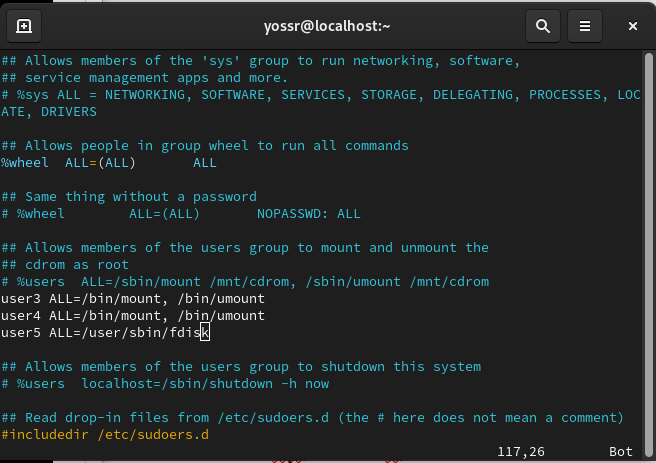 yossr@localhost:~
## Allows members of the 'sys' group to run networking, software,
## service management apps and more.
# %sys ALL = NETWORKING, SOFTWARE, SERVICES, STORAGE, DELEGATING, PROCESSES, LOC
ATE, DRIVERS
## Allows people in group wheel to run all commands
%wheel  ALL=(ALL)       ALL
## Same thing without a password
# %wheel        ALL=(ALL)       NOPASSWD: ALL
## Allows members of the users group to mount and unmount the
## cdrom as root
# %users  ALL=/sbin/mount /mnt/cdrom, /sbin/umount /mnt/cdrom
user3 ALL=/bin/mount, /bin/umount
user4 ALL=/bin/mount, /bin/umount
user5 ALL=/user/sbin/fdisk
## Allows members of the users group to shutdown this system
# %users  localhost=/sbin/shutdown -h now
## Read drop-in files from /etc/sudoers.d (the # here does not mean a comment)
#includedir /etc/sudoers.d
117,26        Bot